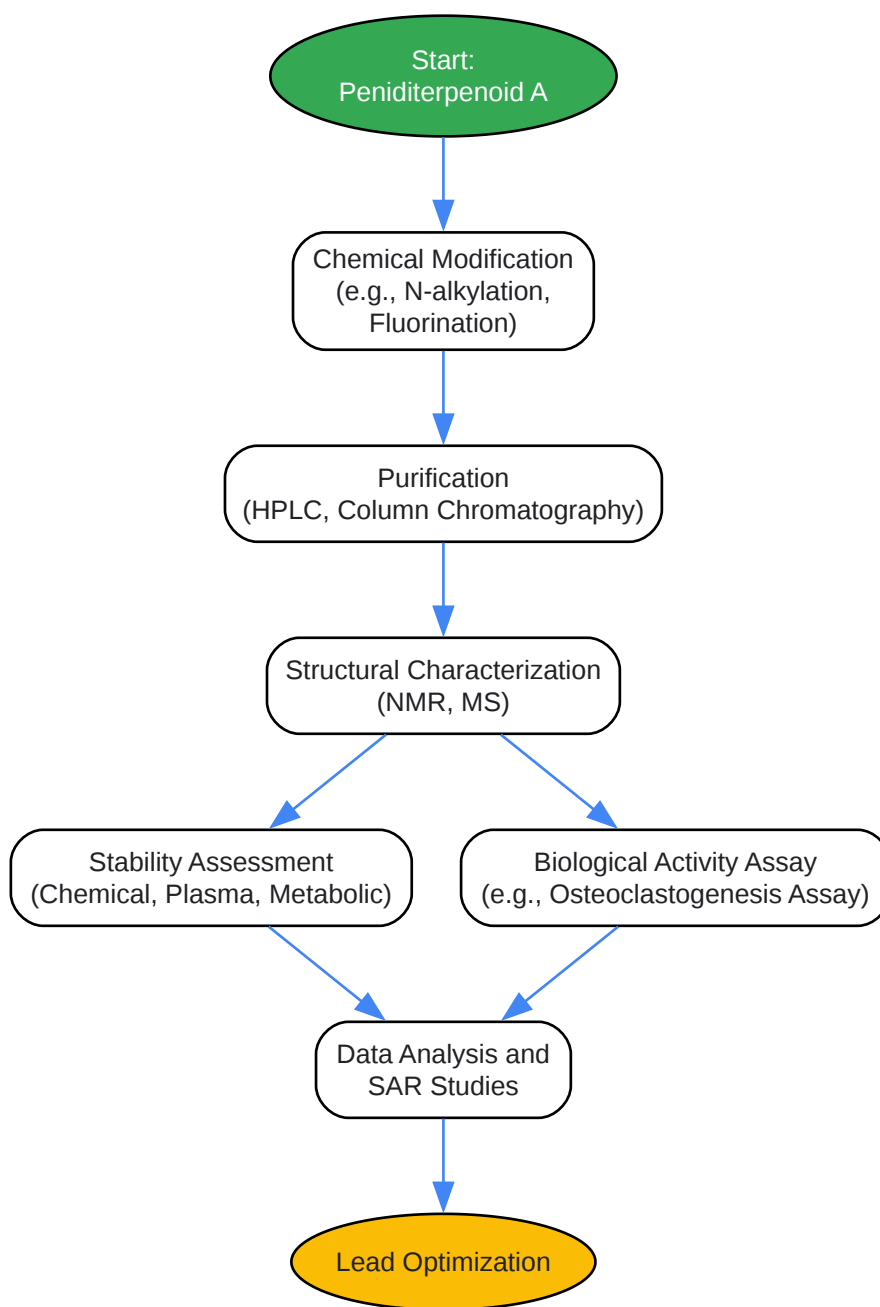 Start:
Peniditerpenoid A
Chemical Modification
(e.g., N-alkylation,
Fluorination)
Purification
(HPLC, Column Chromatography)
Structural Characterization
(NMR, MS)
Stability Assessment
(Chemical, Plasma, Metabolic)
Biological Activity Assay
(e.g., Osteoclastogenesis Assay)
Data Analysis and
SAR Studies
Lead Optimization